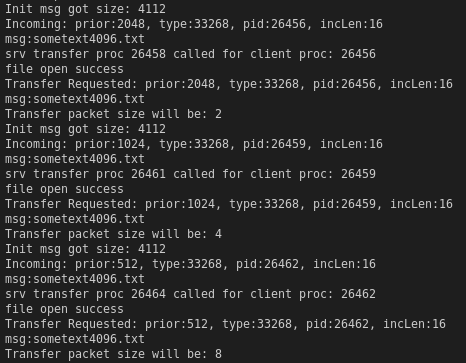 Init msg got size: 4112
Incoming: prior:2048, type:33268, pid:26456, incLen:16
msg:sometext4096.txt
srv transfer proc 26458 called for client proc: 26456
file open success
Transfer Requested: prior:2048, type:33268, pid:26456, incLen:16
msg:sometext4096.txt
Transfer packet size will be: 2
Init msg got size: 4112
Incoming: prior:1024, type:33268, pid:26459, incLen:16
msg:sometext4096.txt
srv transfer proc 26461 called for client proc: 26459
file open success
Transfer Requested: prior:1024, type:33268, pid:26459, incLen:16
msg:sometext4096.txt
Transfer packet size will be: 4
Init msg got size: 4112
Incoming: prior:512, type:33268, pid:26462, incLen:16
msg:sometext4096.txt
srv transfer proc 26464 called for client proc: 26462
file open success
Transfer Requested: prior:512, type:33268, pid:26462, incLen:16
msg:sometext4096.txt
Transfer packet size will be: 8